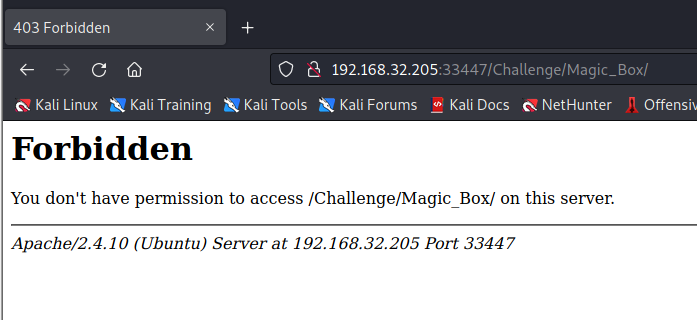 403 Forbidden
192.168.32.205:33447/Challenge/Magic_Box/
Kali Linux Kali Training Kali Tools Kali Forums Kali Docs NetHunter Offensiv
Forbidden
You don't have permission to access /Challenge/Magic_Box/ on this server.
Apache/2.4.10 (Ubuntu) Server at 192.168.32.205 Port 33447